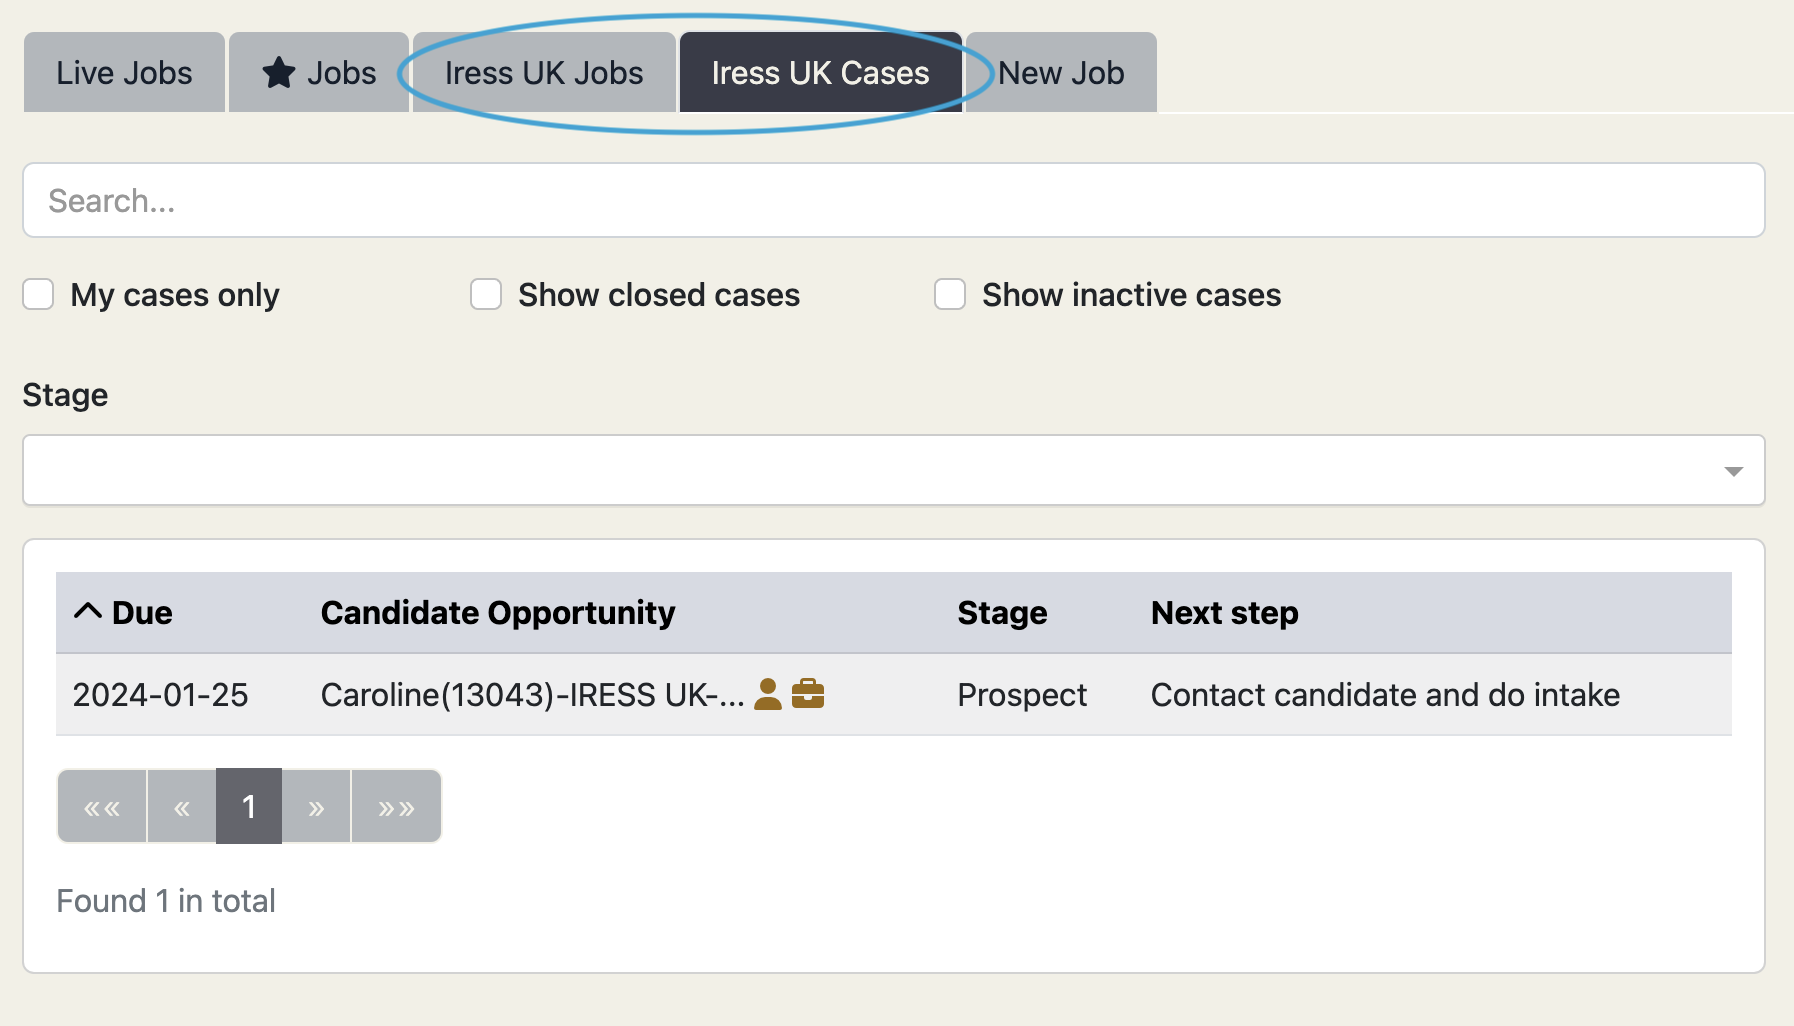 Live Jobs ★ Jobs Iress UK Jobs Iress UK Cases New Job
Search...
My cases only Show closed cases Show inactive cases
Stage
Due Candidate Opportunity Stage Next step
2024-01-25 Caroline(13043)-IRESS UK-... Prospect Contact candidate and do intake
«« « 1 » »»
Found 1 in total